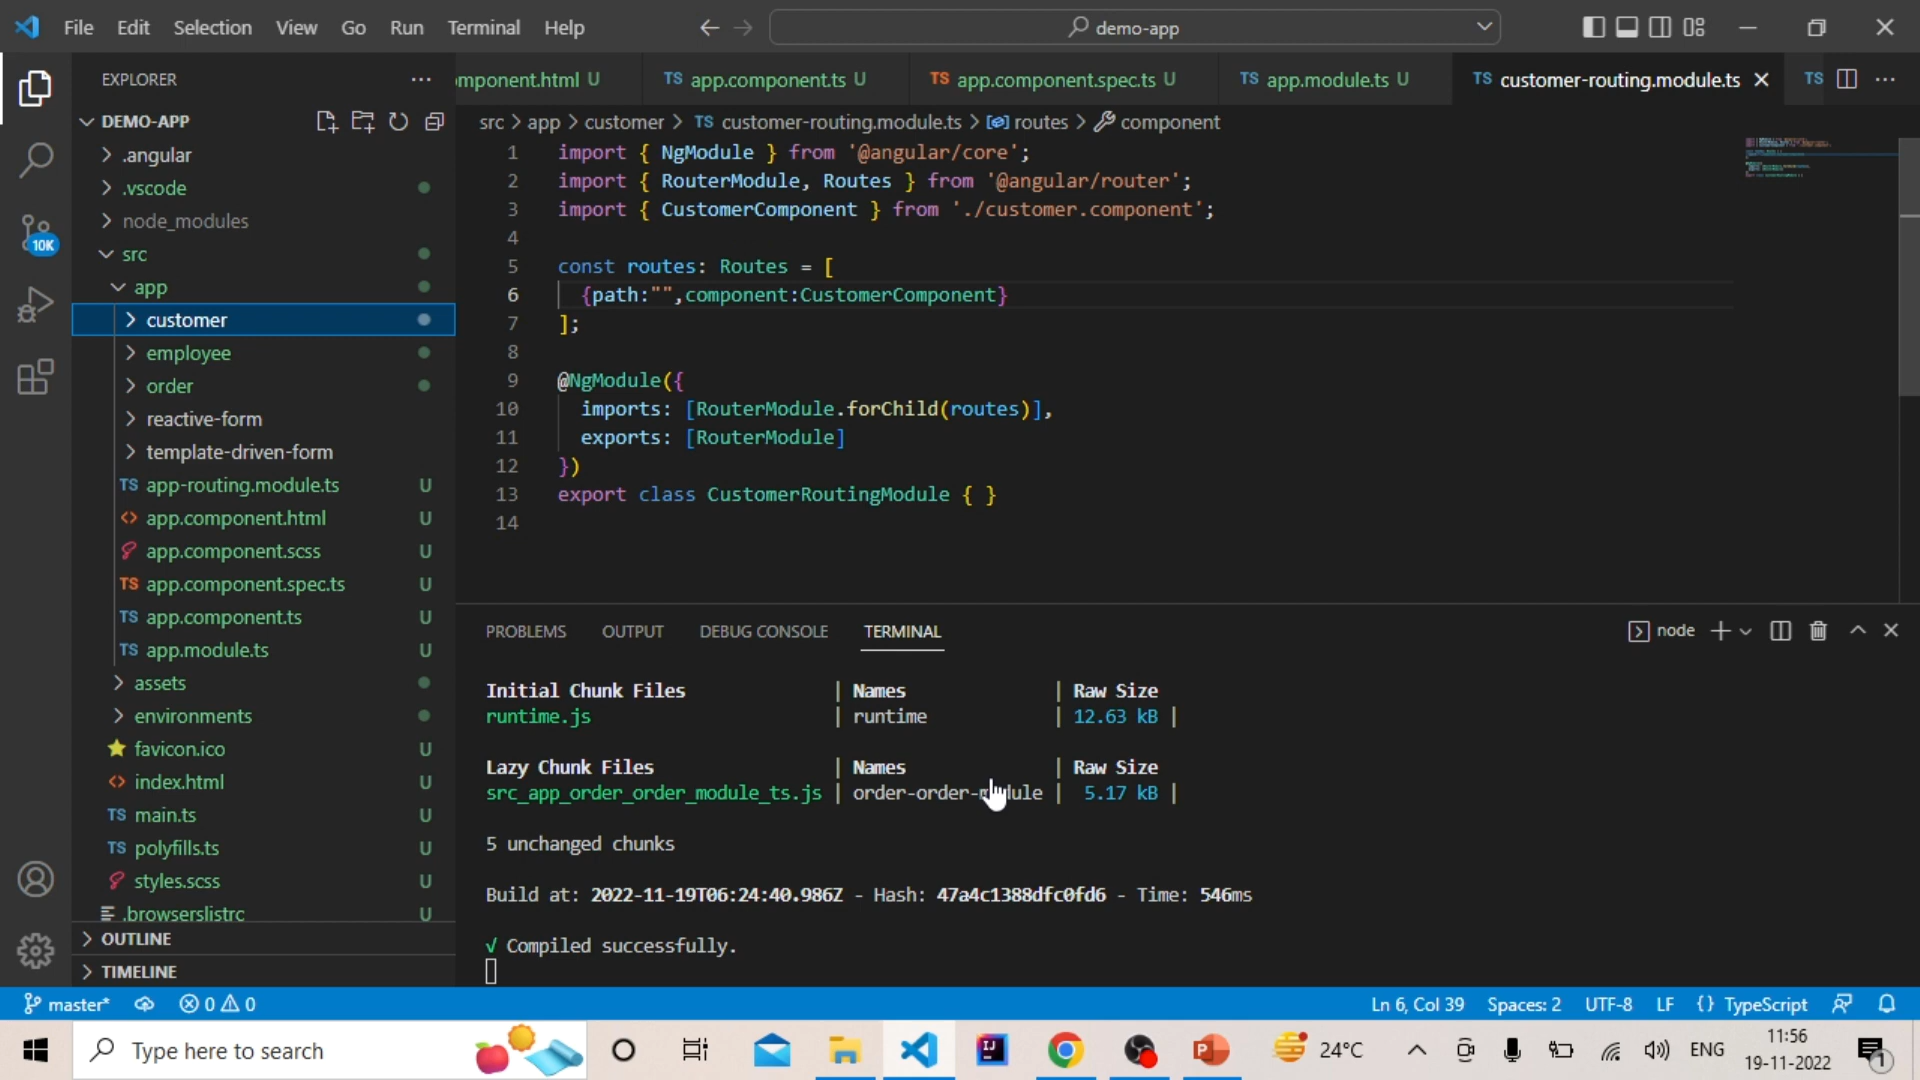 File Edit Selection View Go Run Terminal Help
demo-app
EXPLORER
omponent.html U
TS app.component.ts U
TS app.component.spec.ts U
TS app.module.ts U
TS customer-routing.module.ts
TS
DEMO-APP
src > app > customer > TS customer-routing.module.ts > routes > component
.angular
.vscode
node_modules
src
app
customer
employee
order
reactive-form
template-driven-form
TS app-routing.module.ts U
<> app.component.html U
app.component.scss U
TS app.component.spec.ts U
TS app.component.ts U
TS app.module.ts U
assets
environments
favicon.ico U
<> index.html U
TS main.ts U
TS polyfills.ts U
styles.scss U
.browserslistrc U
OUTLINE
TIMELINE
10K
1 import { NgModule } from '@angular/core';
2 import { RouterModule, Routes } from '@angular/router';
3 import { CustomerComponent } from './customer.component';
4
5 const routes: Routes = [
6 {path:"",component:CustomerComponent}
7 ];
8
9 @NgModule({
10 imports: [RouterModule.forChild(routes)],
11 exports: [RouterModule]
12 })
13 export class CustomerRoutingModule { }
14
PROBLEMS OUTPUT DEBUG CONSOLE TERMINAL
node
Initial Chunk Files | Names | Raw Size
runtime.js | runtime | 12.63 kB |
Lazy Chunk Files | Names | Raw Size
src_app_order_order_module_ts.js | order-order-module | 5.17 kB |
5 unchanged chunks
Build at: 2022-11-19T06:24:40.986Z - Hash: 47a4c1388dfc0fd6 - Time: 546ms
√ Compiled successfully.
master* 0 0
Ln 6, Col 39 Spaces: 2 UTF-8 LF {} TypeScript
Type here to search
24°C
ENG
11:56
19-11-2022
1